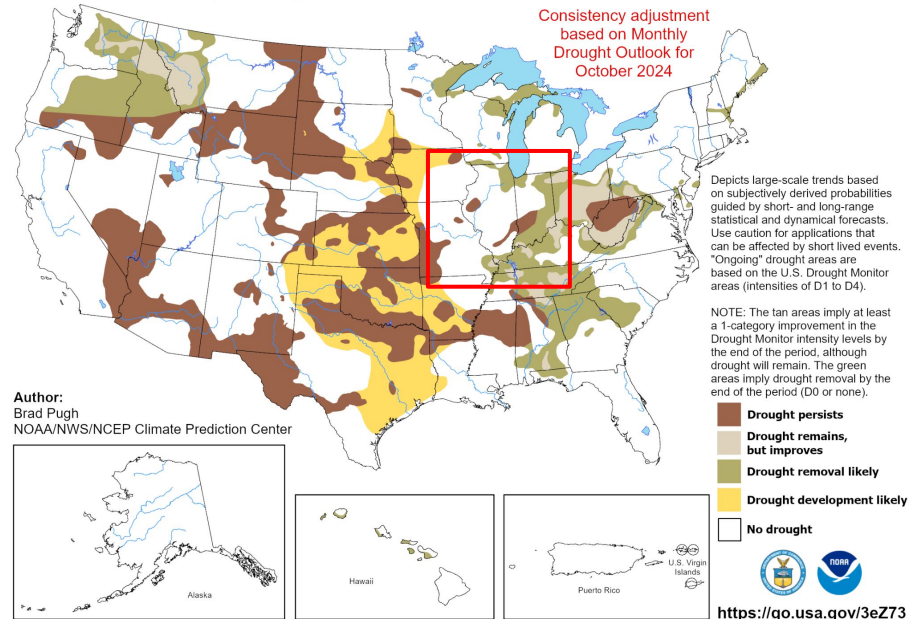 Consistency adjustment
based on Monthly
Drought Outlook for
October 2024
Depicts large-scale trends based
on subjectively derived probabilities
guided by short- and long-range
statistical and dynamical forecasts.
Use caution for applications that
can be affected by short lived events.
"Ongoing" drought areas are
based on the U.S. Drought Monitor
areas (intensities of D1 to D4).
NOTE: The tan areas imply at least
a 1-category improvement in the
Drought Monitor intensity levels by
the end of the period, although
drought will remain. The green
areas imply drought removal by the
end of the period (D0 or none).
Author:
Brad Pugh
NOAA/NWS/NCEP Climate Prediction Center
Drought persists
Drought remains,
but improves
Drought removal likely
Drought development likely
No drought
Alaska
Hawaii
Puerto Rico
U.S. Virgin
Islands
NOAA
https://go.usa.gov/3eZ73